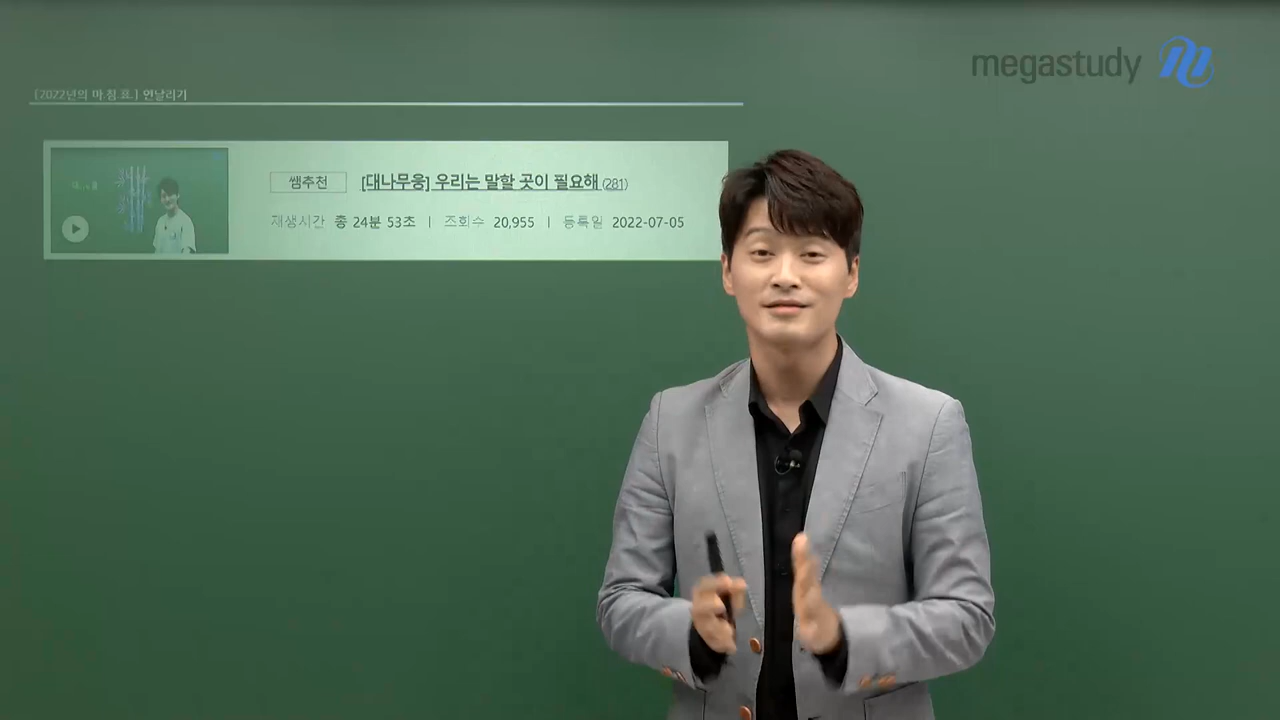 megastudy
[2022년의 마.침.표.] 연날리기
쌤추천 [대나무웅] 우리는 말할 곳이 필요해 (281)
재생시간 총 24분 53초 | 조회수 20,955 | 등록일 2022-07-05